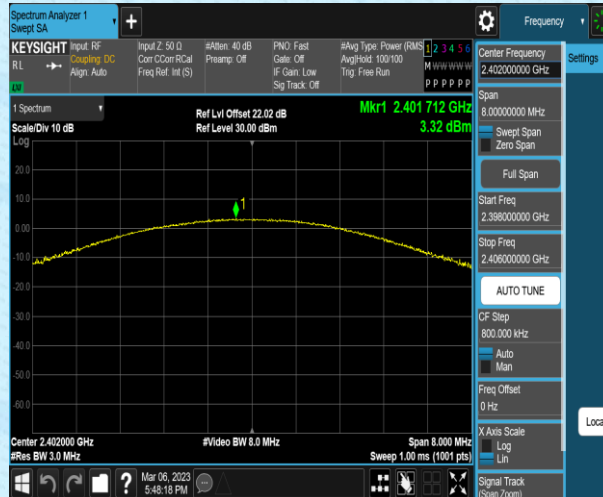 Spectrum Analyzer 1
Swept SA
Frequency
Settings
KEYSIGHT
R L
Input: RF
Coupling: DC
Align: Auto
Input Z: 50 Ω
Corr CCorr RCal
Freq Ref: Int (S)
#Atten: 40 dB
Preamp: Off
PNO: Fast
Gate: Off
IF Gain: Low
Sig Track: Off
#Avg Type: Power (RMS
Avg|Hold: 100/100
Trig: Free Run
1 2 3 4 5 6
M W W W W W
P P P P P P
1 Spectrum
Scale/Div 10 dB
Log
Ref Lvl Offset 22.02 dB
Ref Level 30.00 dBm
Mkr1 2.401 712 GHz
3.32 dBm
1
20.0
10.0
0.00
-10.0
-20.0
-30.0
-40.0
-50.0
-60.0
Center 2.402000 GHz
#Res BW 3.0 MHz
#Video BW 8.0 MHz
Span 8.000 MHz
Sweep 1.00 ms (1001 pts)
Mar 06, 2023
5:48:18 PM
Center Frequency
2.402000000 GHz
Span
8.00000000 MHz
Swept Span
Zero Span
Full Span
Start Freq
2.398000000 GHz
Stop Freq
2.406000000 GHz
AUTO TUNE
CF Step
800.000 kHz
Auto
Man
Freq Offset
0 Hz
X Axis Scale
Log
Lin
Signal Track
(Span Zoom)
Loca